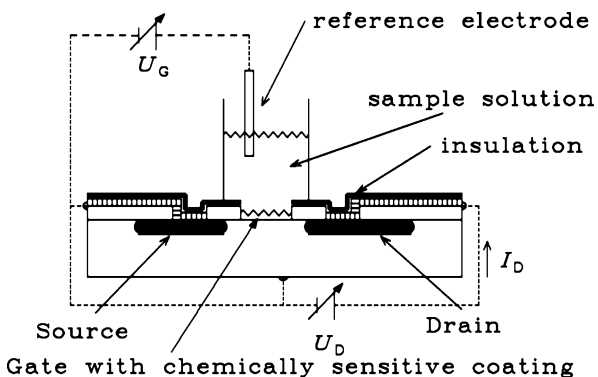 reference electrode
U_G
sample solution
insulation
I_D
Source
Drain
U_D
Gate with chemically sensitive coating